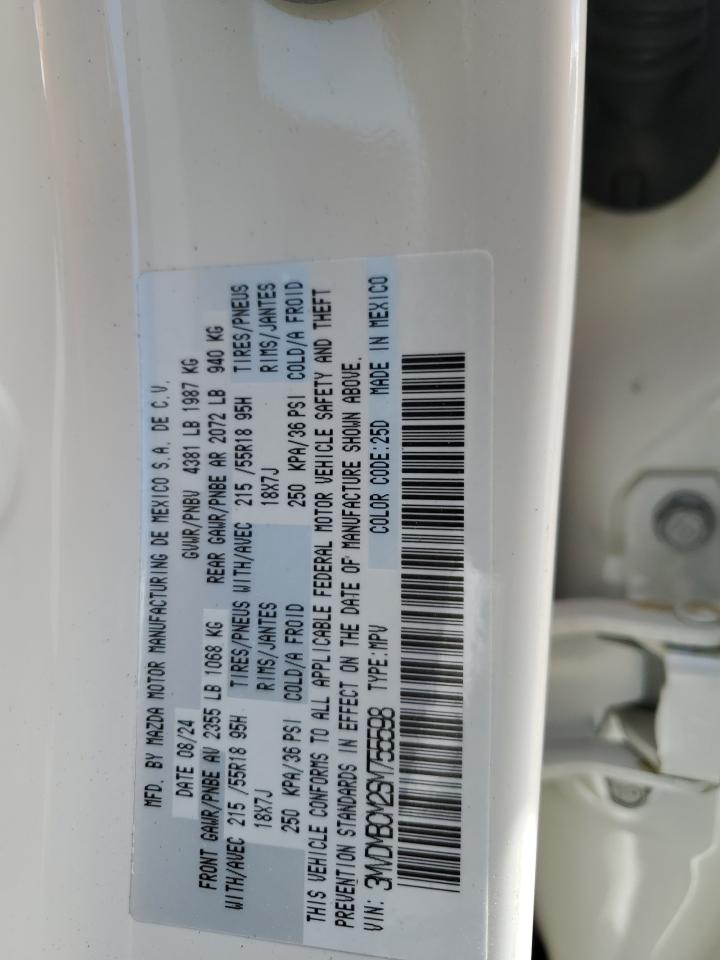 MFD. BY MAZDA MOTOR MANUFACTURING DE MEXICO S.A. DE C.V.
DATE 08/24 GVWR/PNBV 4381 LB 1987 KG
FRONT GAWR/PNBE AV 2355 LB 1068 KG REAR GAWR/PNBE AR 2072 LB 940 KG
WITH/AVEC 215 /55R18 95H TIRES/PNEUS WITH/AVEC 215 /55R18 95H TIRES/PNEUS
18X7J RIMS/JANTES 18X7J RIMS/JANTES
250 KPA/36 PSI COLD/A FROID 250 KPA/36 PSI COLD/A FROID
THIS VEHICLE CONFORMS TO ALL APPLICABLE FEDERAL MOTOR VEHICLE SAFETY AND THEFT
PREVENTION STANDARDS IN EFFECT ON THE DATE OF MANUFACTURE SHOWN ABOVE.
VIN: 3MVDMBCM2SM755598 TYPE:MPV COLOR CODE:25D MADE IN MEXICO